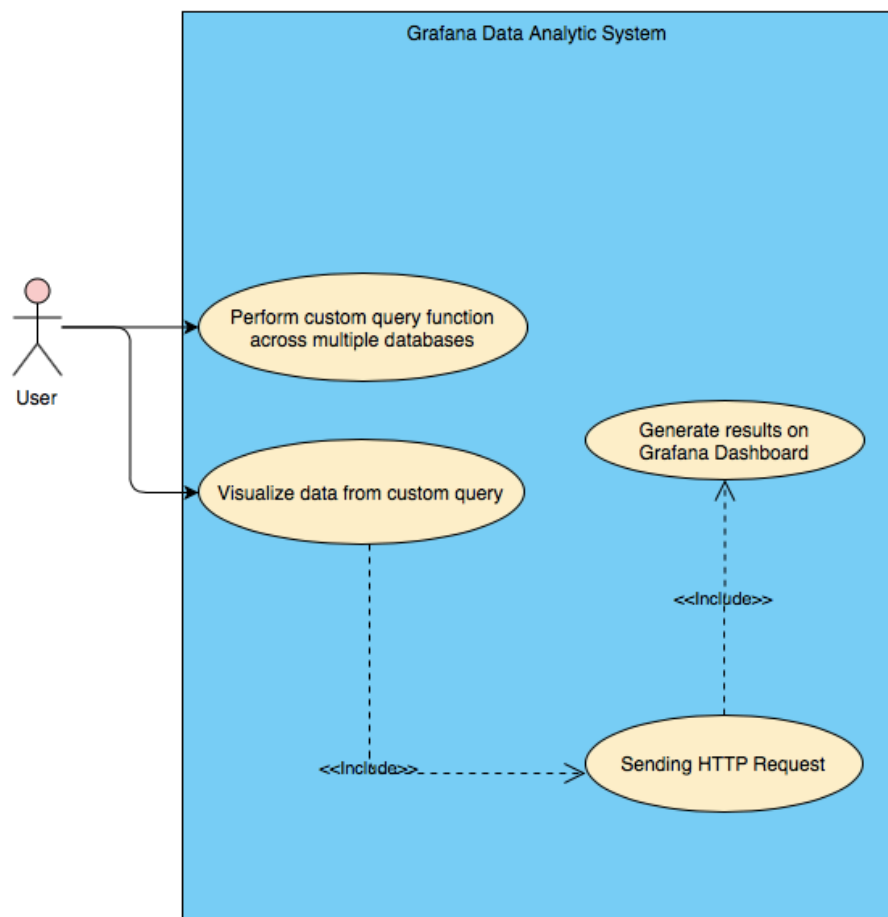 Grafana Data Analytic System
Perform custom query function
across multiple databases
User
Generate results on
Grafana Dashboard
Visualize data from custom query
<<Include>>
<<Include>>
Sending HTTP Request